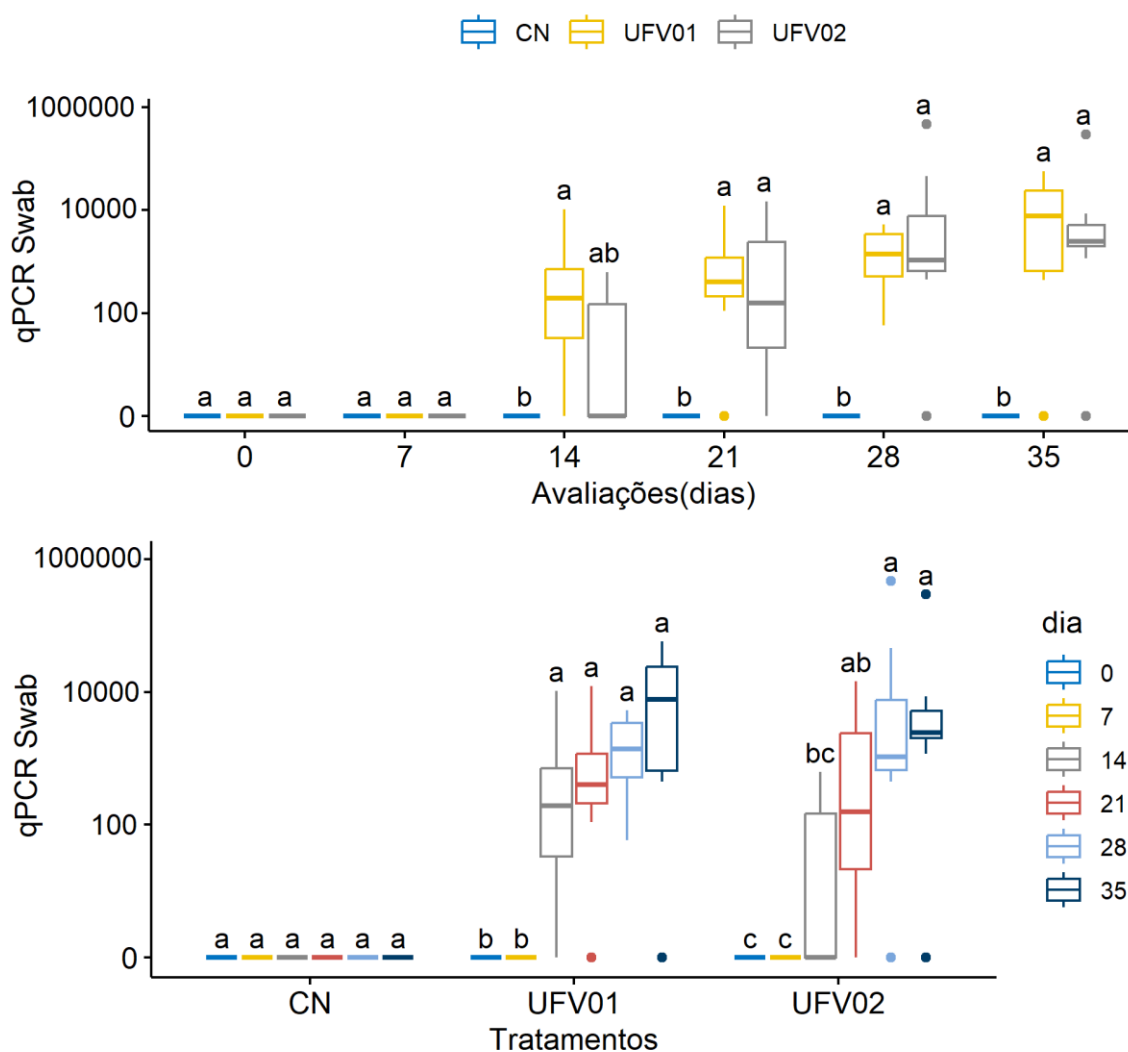 CN UFV01 UFV02
1000000
10000
100
0
qPCR Swab
a a a a a a b a ab b a a b a a b a a
0 7 14 21 28 35
Avaliações(dias)
1000000
10000
100
0
qPCR Swab
a a a a a a b b a a a a c c bc ab a a
CN UFV01 UFV02
Tratamentos
dia
0
7
14
21
28
35